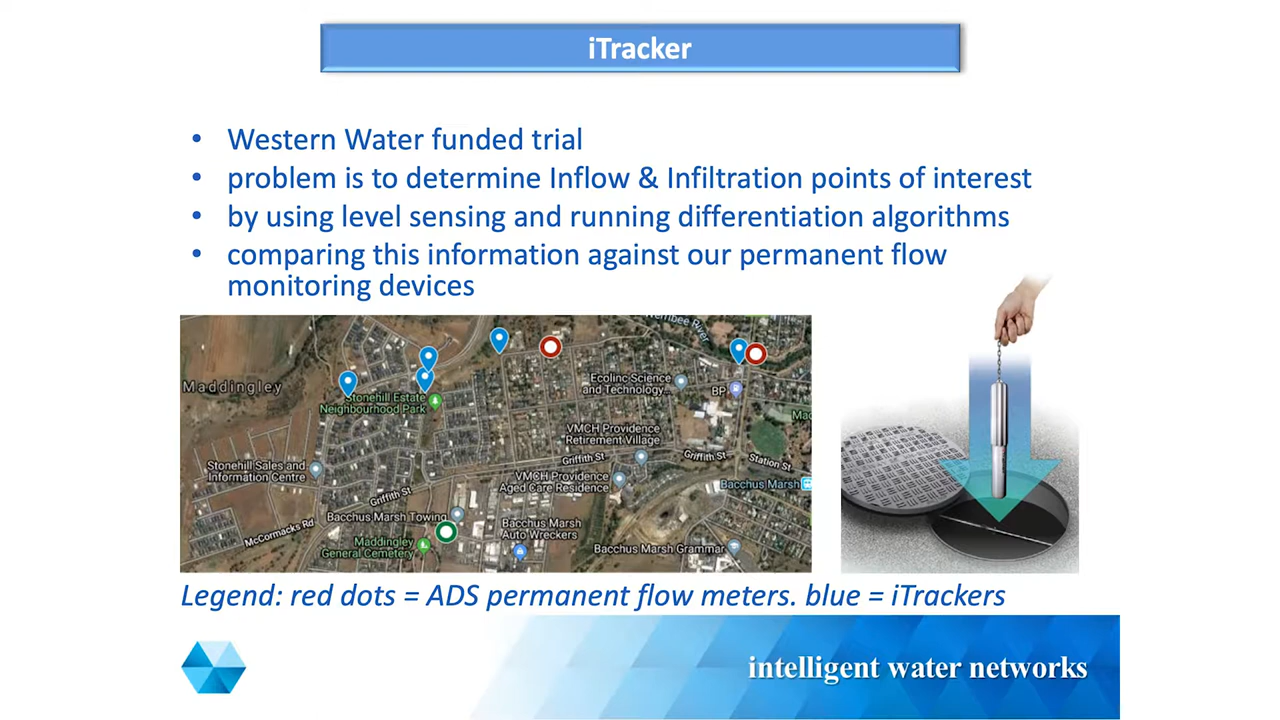 iTracker
• Western Water funded trial
• problem is to determine Inflow & Infiltration points of interest
• by using level sensing and running differentiation algorithms
• comparing this information against our permanent flow
monitoring devices
Werribee River
Maddingley
Ecolinc Science
and Technology...
BP
Stonehill Estate
Neighbourhood Park
VMCH Providence
Retirement Village
Griffith St
Griffith St
Station St
Stonehill Sales and
Information Centre
VMCH Providence
Aged Care Residence
Bacchus Marsh
Griffith St
Bacchus Marsh Towing
McCormacks Rd
Bacchus Marsh
Auto Wreckers
Maddingley
General Cemetery
Bacchus Marsh Grammar
Legend: red dots = ADS permanent flow meters. blue = iTrackers
intelligent water networks